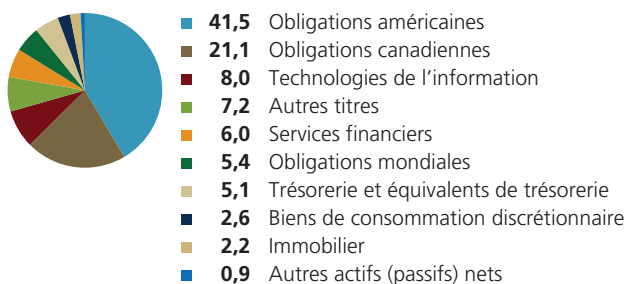 41,5 Obligations américaines
21,1 Obligations canadiennes
8,0 Technologies de l'information
7,2 Autres titres
6,0 Services financiers
5,4 Obligations mondiales
5,1 Trésorerie et équivalents de trésorerie
2,6 Biens de consommation discrétionnaire
2,2 Immobilier
0,9 Autres actifs (passifs) nets